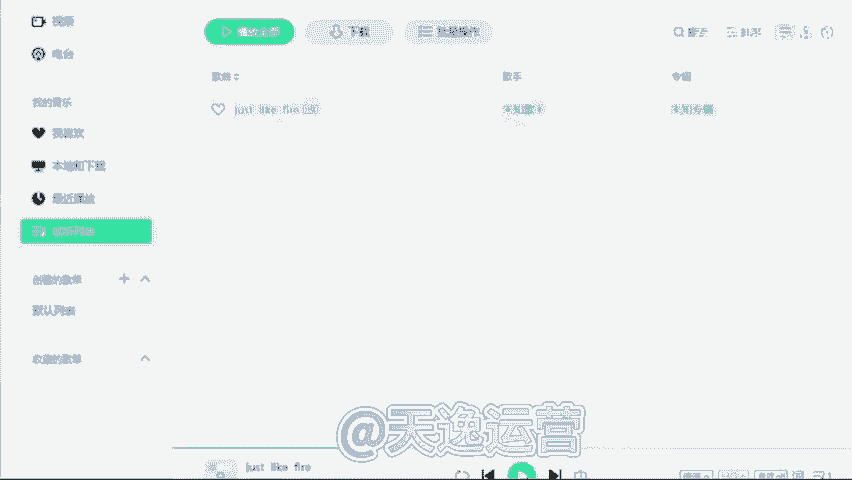 视频
电台
我的音乐
我喜欢
本地和下载
最近播放
试听列表
创建的歌单
默认列表
收藏的歌单
播放全部
下载
批量操作
排序
歌曲
歌手
专辑
just like fire
未知歌手
未知专辑
@天逸运营
just like fire